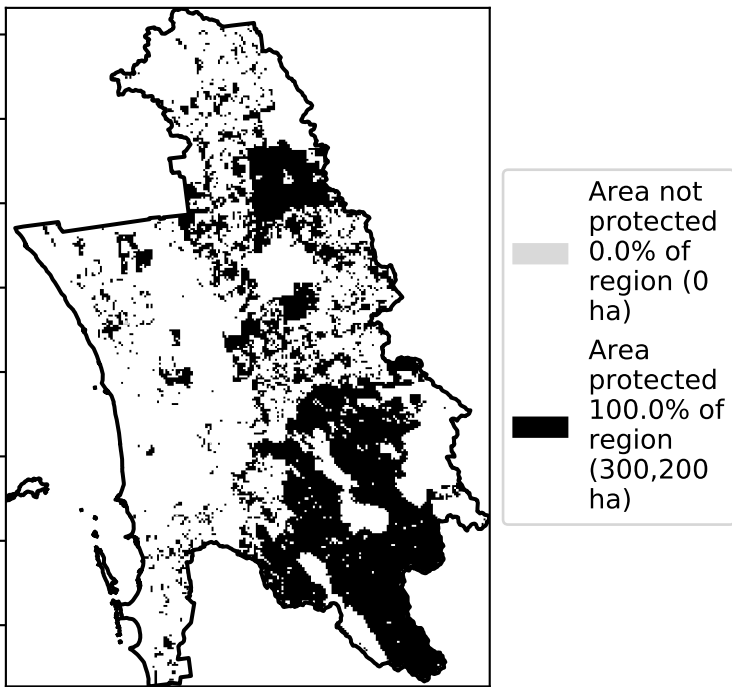 Area not
protected
0.0% of
region (0
ha)
Area
protected
100.0% of
region
(300,200
ha)